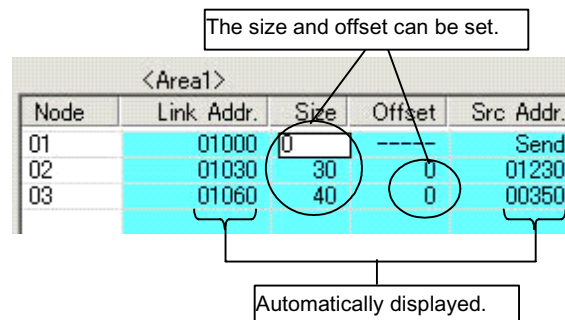 The size and offset can be set.
<Area1>
Node Link Addr. Size Offset Src Addr.
01 01000 0 ----- Send
02 01030 30 0 01230
03 01060 40 0 00350
Automatically displayed.